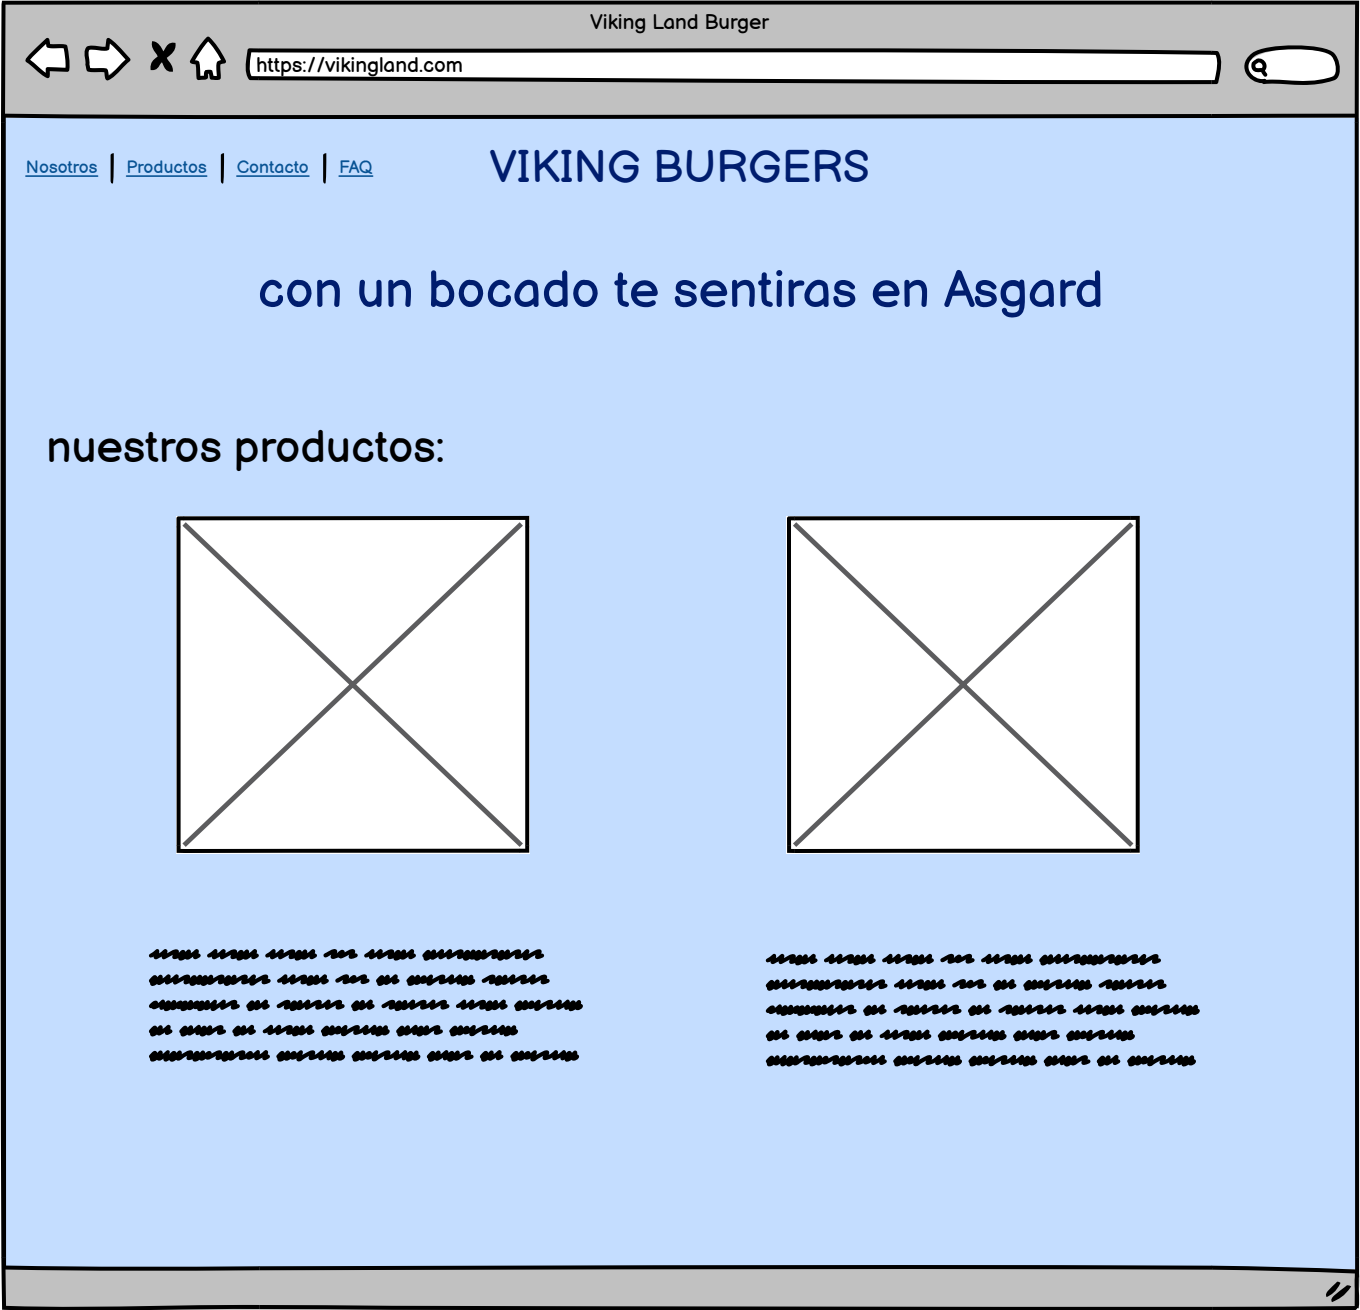 Viking Land Burger
https://vikingland.com
Nosotros | Productos | Contacto | FAQ
VIKING BURGERS
con un bocado te sentiras en Asgard
nuestros productos: